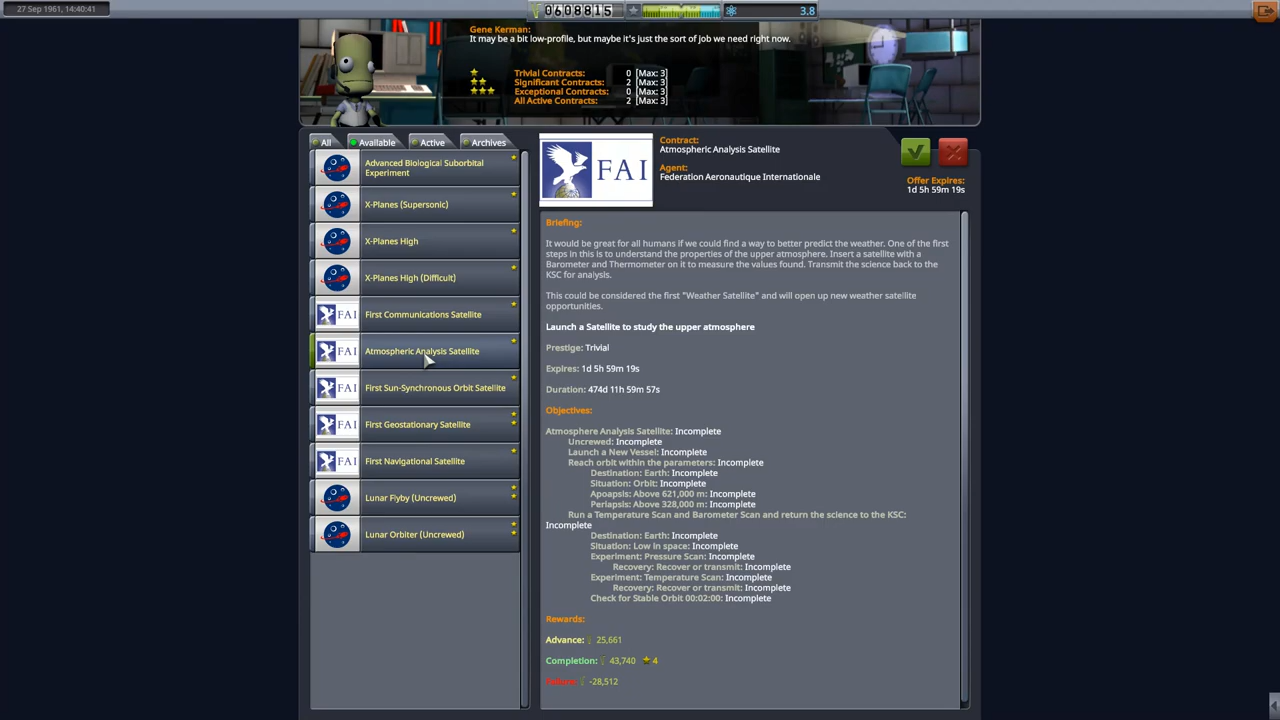 27 Sep 1961, 14:40:41
0608815
3.8
Gene Kerman:
It may be a bit low-profile, but maybe it's just the sort of job we need right now.
Trivial Contracts: 0 [Max: 3]
Significant Contracts: 2 [Max: 3]
Exceptional Contracts: 0 [Max: 3]
All Active Contracts: 2 [Max: 3]
All
Available
Active
Archives
Advanced Biological Suborbital
Experiment
X-Planes (Supersonic)
X-Planes High
X-Planes High (Difficult)
FAI
First Communications Satellite
FAI
Atmospheric Analysis Satellite
FAI
First Sun-Synchronous Orbit Satellite
FAI
First Geostationary Satellite
FAI
First Navigational Satellite
Lunar Flyby (Uncrewed)
Lunar Orbiter (Uncrewed)
FAI
Contract:
Atmospheric Analysis Satellite
Agent:
Federation Aeronautique Internationale
Offer Expires:
1d 5h 59m 19s
Briefing:
It would be great for all humans if we could find a way to better predict the weather. One of the first
steps in this is to understand the properties of the upper atmosphere. Insert a satellite with a
Barometer and Thermometer on it to measure the values found. Transmit the science back to the
KSC for analysis.
This could be considered the first "Weather Satellite" and will open up new weather satellite
opportunities.
Launch a Satellite to study the upper atmosphere
Prestige: Trivial
Expires: 1d 5h 59m 19s
Duration: 474d 11h 59m 57s
Objectives:
Atmosphere Analysis Satellite: Incomplete
Uncrewed: Incomplete
Launch a New Vessel: Incomplete
Reach orbit within the parameters: Incomplete
Destination: Earth: Incomplete
Situation: Orbit: Incomplete
Apoapsis: Above 621,000 m: Incomplete
Periapsis: Above 328,000 m: Incomplete
Run a Temperature Scan and Barometer Scan and return the science to the KSC:
Incomplete
Destination: Earth: Incomplete
Situation: Low in space: Incomplete
Experiment: Pressure Scan: Incomplete
Recovery: Recover or transmit: Incomplete
Experiment: Temperature Scan: Incomplete
Recovery: Recover or transmit: Incomplete
Check for Stable Orbit 00:02:00: Incomplete
Rewards:
Advance: 25,661
Completion: 43,740 4
Failure: -28,512